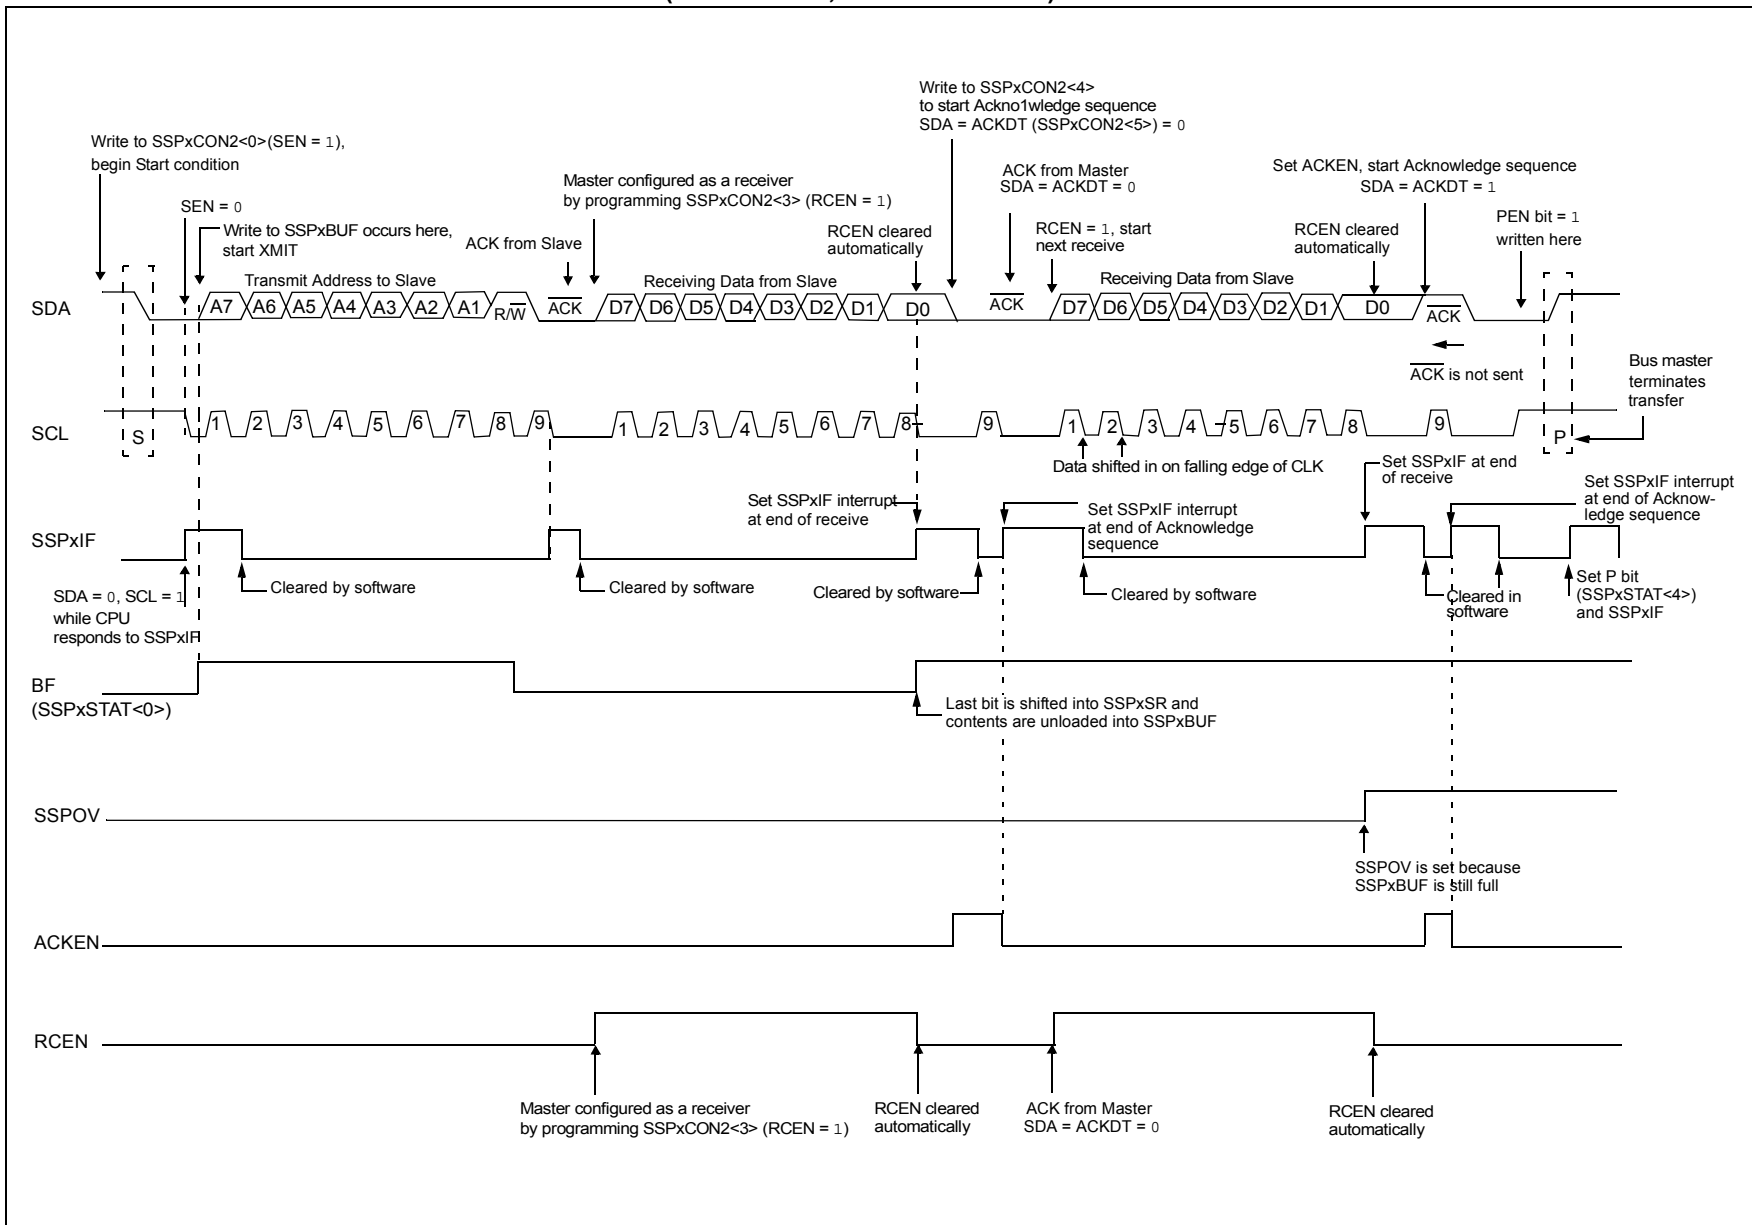 Write to SSPxCON2<4>
to start Ackno1wledge sequence
SDA = ACKDT (SSPxCON2<5>) = 0
Write to SSPxCON2<0>(SEN = 1),
begin Start condition
Master configured as a receiver
by programming SSPxCON2<3> (RCEN = 1)
ACK from Master
SDA = ACKDT = 0
Set ACKEN, start Acknowledge sequence
SDA = ACKDT = 1
SEN = 0
Write to SSPxBUF occurs here,
start XMIT
ACK from Slave
RCEN cleared
automatically
RCEN = 1, start
next receive
RCEN cleared
automatically
PEN bit = 1
written here
Transmit Address to Slave
Receiving Data from Slave
Receiving Data from Slave
SDA
A7 A6 A5 A4 A3 A2 A1 R/W ACK D7 D6 D5 D4 D3 D2 D1 D0 ACK D7 D6 D5 D4 D3 D2 D1 D0 ACK
ACK is not sent
Bus master
terminates
transfer
SCL
S 1 2 3 4 5 6 7 8 9 1 2 3 4 5 6 7 8 9 1 2 3 4 5 6 7 8 9 P
Data shifted in on falling edge of CLK
Set SSPxIF at end
of receive
Set SSPxIF interrupt
at end of receive
Set SSPxIF interrupt
at end of Acknowledge
sequence
Set SSPxIF interrupt
at end of Acknow-
ledge sequence
SSPxIF
SDA = 0, SCL = 1
while CPU
responds to SSPxIF
Cleared by software
Cleared by software
Cleared by software
Cleared by software
Cleared in
software
Set P bit
(SSPxSTAT<4>)
and SSPxIF
BF
(SSPxSTAT<0>)
Last bit is shifted into SSPxSR and
contents are unloaded into SSPxBUF
SSPOV
SSPOV is set because
SSPxBUF is still full
ACKEN
RCEN
Master configured as a receiver
by programming SSPxCON2<3> (RCEN = 1)
RCEN cleared
automatically
ACK from Master
SDA = ACKDT = 0
RCEN cleared
automatically